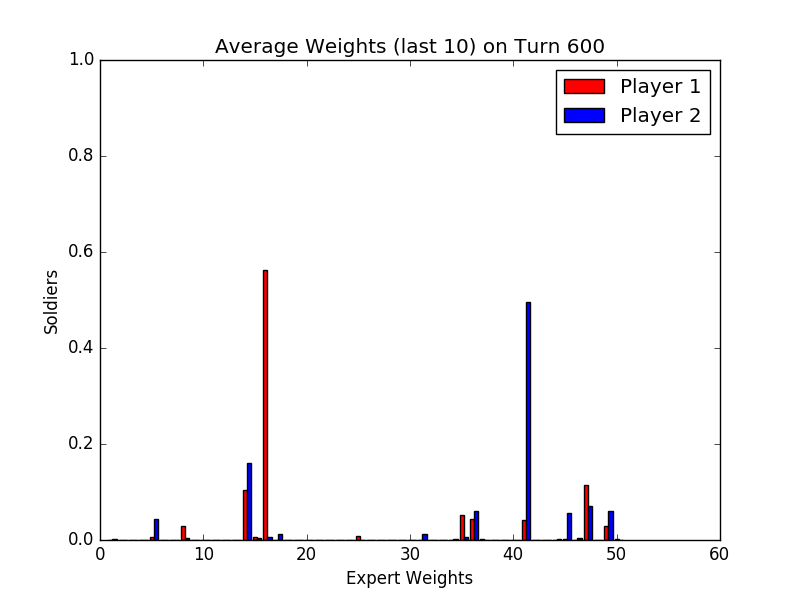 Average Weights (last 10) on Turn 600
1.0
0.8
0.6
0.4
0.2
0.0
Soldiers
Player 1
Player 2
0 10 20 30 40 50 60
Expert Weights